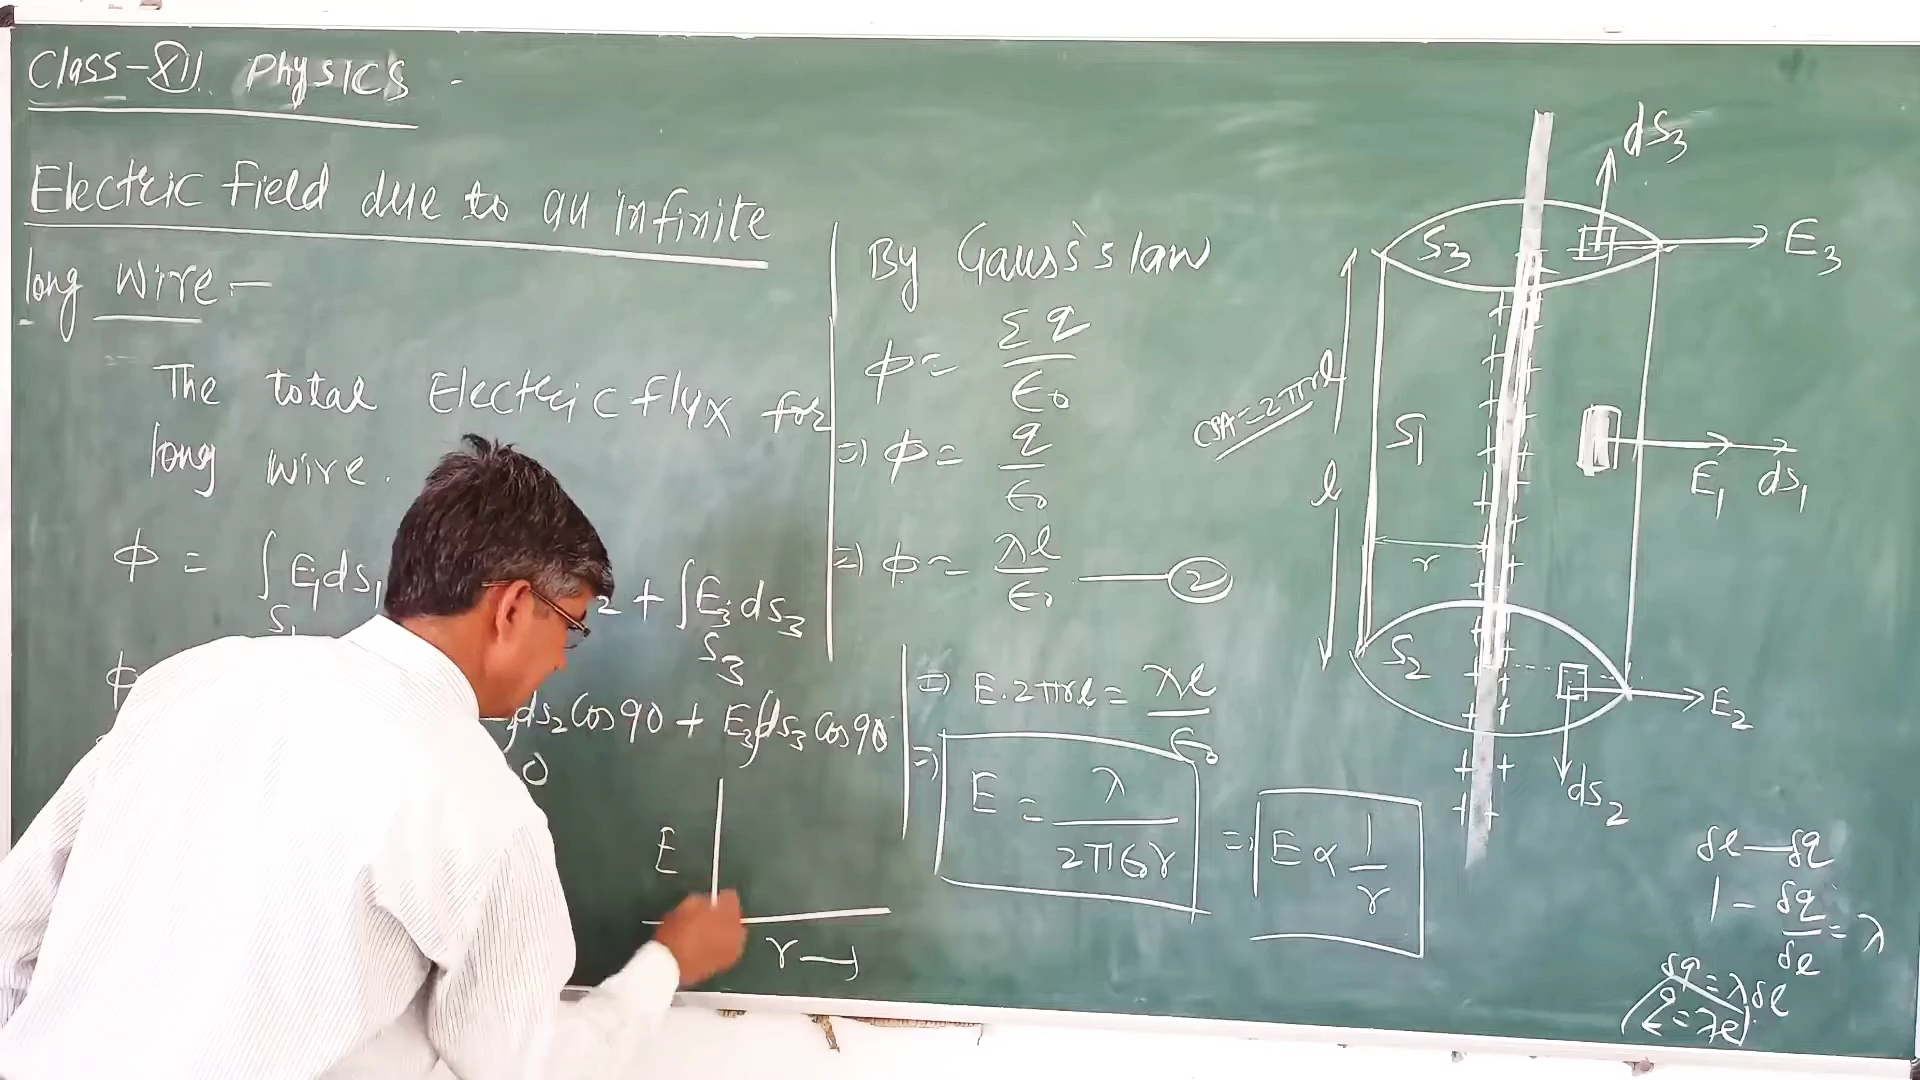 Class-XII. Physics
Electric Field due to an infinite
long wire -
The total Electric flux for
long wire.
ϕ = ∫ E₁ds₁ ₂ + ∫ E₃ds₃
S₁ S₃
ϕ
ds₂ Cos 90 + E₃∫ds₃ Cos 90
0
E
r →
By Gauss's law
ϕ = Σq/ϵ₀
⇒ ϕ = q/ϵ₀
⇒ ϕ = λl/ϵ₀ — ②
⇒ E.2πrl = λl/ϵ₀
⇒ E = λ/2πϵ₀r
⇒ E ∝ 1/r
dS₃
S₃ E₃
CSA = 2πrl
S₁
l
E₁ ds₁
r
S₂
E₂
ds₂
δl — δq
1 - δq/δl = λ
δq = λδl
q = λl